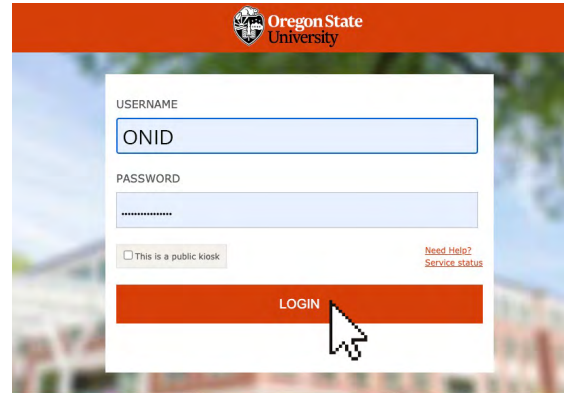 Oregon State
University
USERNAME
ONID
PASSWORD
················
This is a public kiosk
Need Help?
Service status
LOGIN